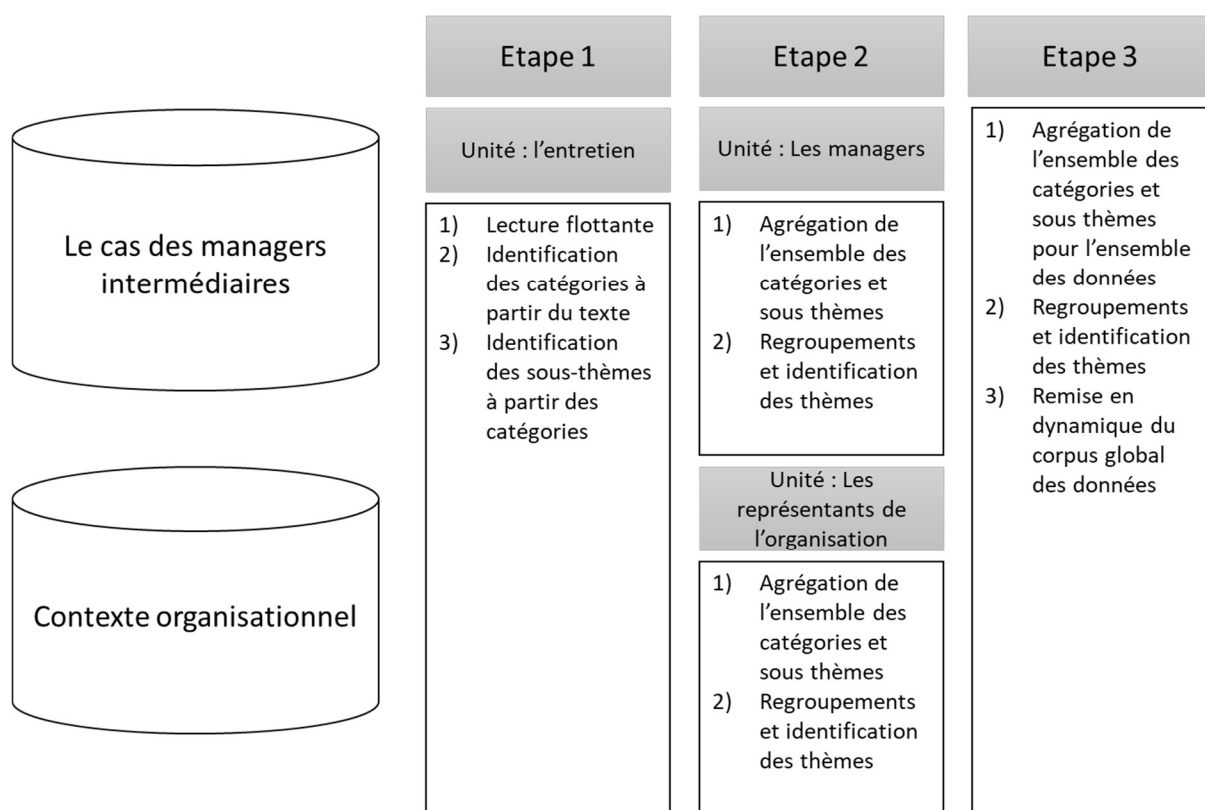 Le cas des managers
intermédiaires
Contexte organisationnel
Etape 1
Unité : l’entretien
1) Lecture flottante
2) Identification
des catégories à
partir du texte
3) Identification
des sous-thèmes
à partir des
catégories
Etape 2
Unité : Les managers
1) Agrégation de
l’ensemble des
catégories et
sous thèmes
2) Regroupements
et identification
des thèmes
Unité : Les
représentants de
l’organisation
1) Agrégation de
l’ensemble des
catégories et
sous thèmes
2) Regroupements
et identification
des thèmes
Etape 3
1) Agrégation de
l’ensemble des
catégories et
sous thèmes
pour l’ensemble
des données
2) Regroupements
et identification
des thèmes
3) Remise en
dynamique du
corpus global
des données